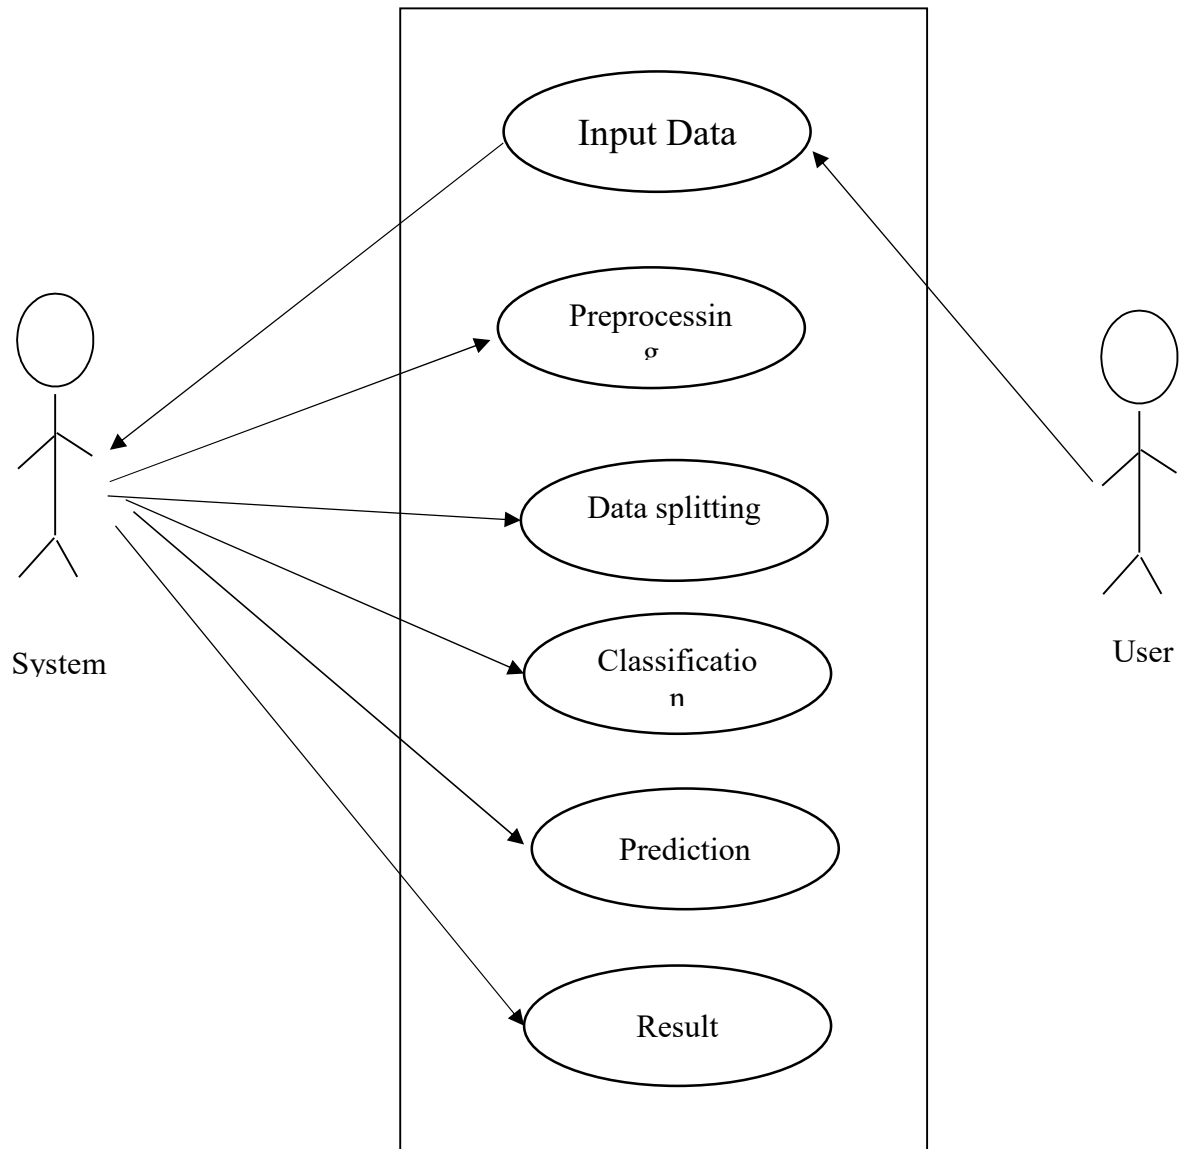 Input Data
Preprocessin
g
Data splitting
Classificatio
n
Prediction
Result
System
User